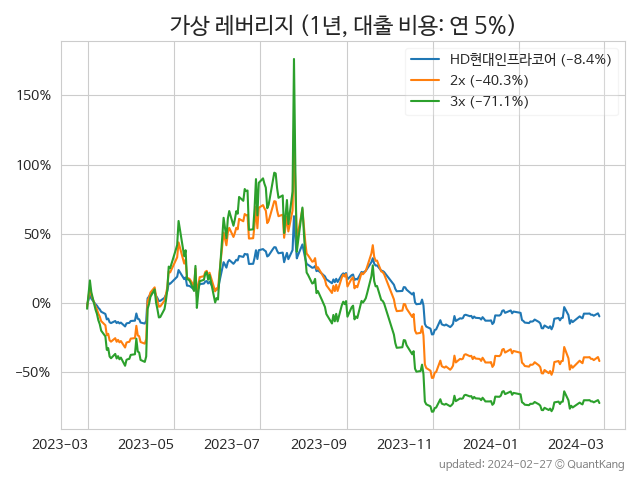 가상 레버리지 (1년, 대출 비용: 연 5%)
HD현대인프라코어 (−8.4%)
2x (−40.3%)
3x (−71.1%)
150%
100%
50%
0%
−50%
2023-03 2023-05 2023-07 2023-09 2023-11 2024-01 2024-03
updated: 2024-02-27 © QuantKang